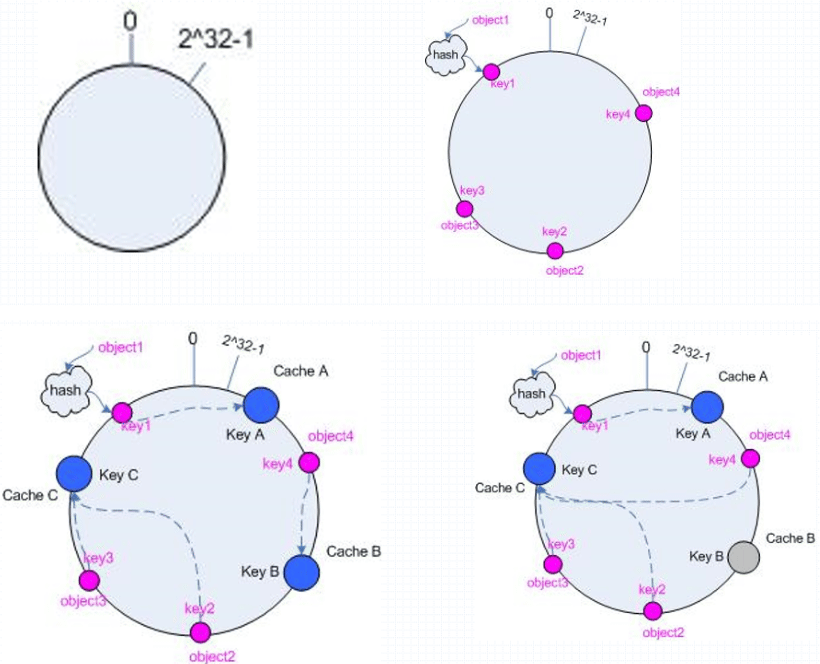 0
2^32-1
0
2^32-1
object1
hash
key1
object4
key4
key3
object3
key2
object2
0
2^32-1
object1
hash
key1
Cache A
Key A
object4
key4
Key C
Cache C
Cache B
Key B
key3
object3
key2
object2
0
2^32-1
object1
hash
key1
Cache A
Key A
object4
key4
Key C
Cache C
Cache B
Key B
key3
object3
key2
object2